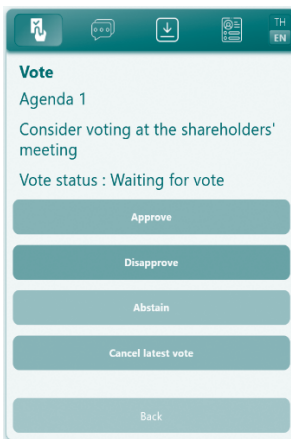 TH
EN
Vote
Agenda 1
Consider voting at the shareholders'
meeting
Vote status : Waiting for vote
Approve
Disapprove
Abstain
Cancel latest vote
Back